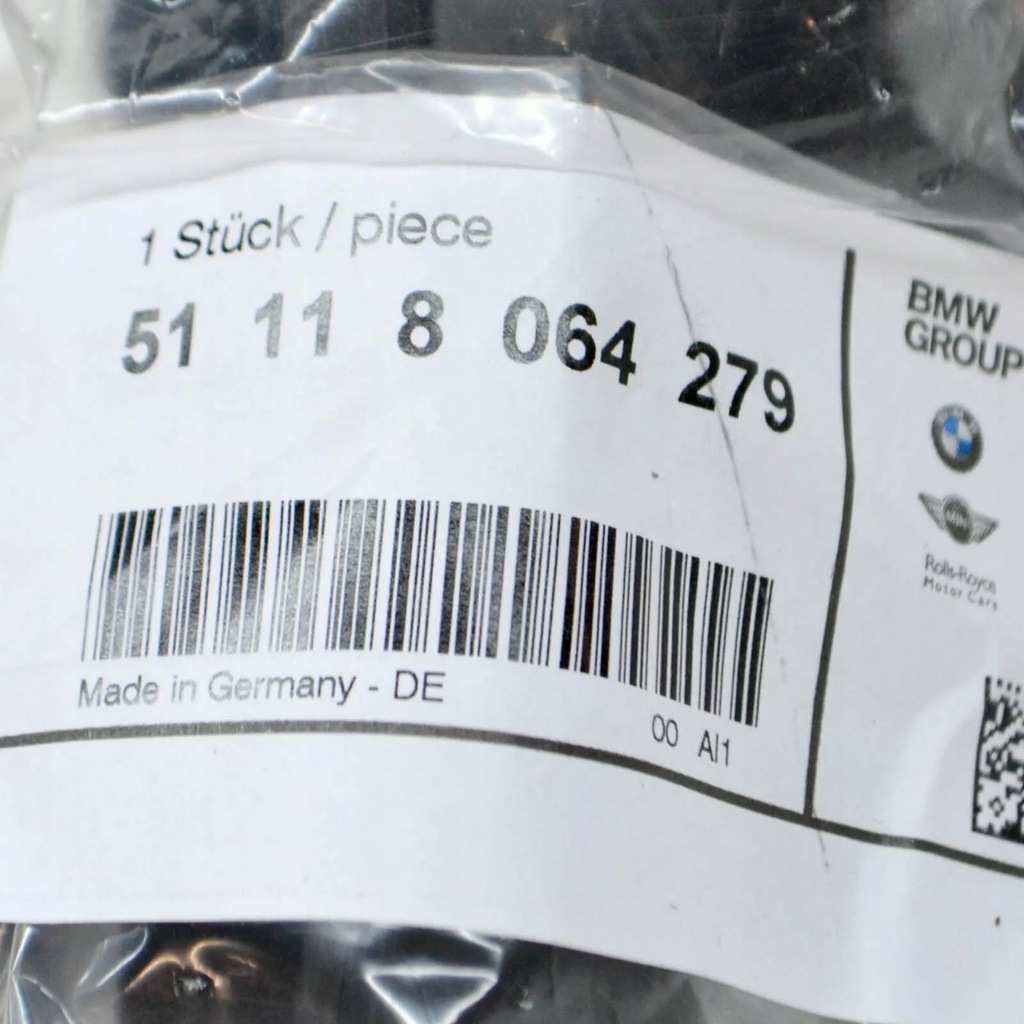 1 Stück / piece
51 11 8 064 279
Made in Germany - DE
00 AI1
BMW
GROUP
MINI
Rolls-Royce
Motor Cars